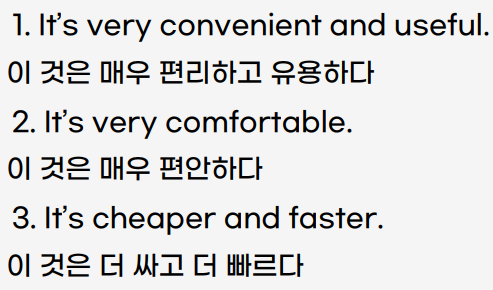 1. It's very convenient and useful.
이 것은 매우 편리하고 유용하다
2. It's very comfortable.
이 것은 매우 편안하다
3. It's cheaper and faster.
이 것은 더 싸고 더 빠르다